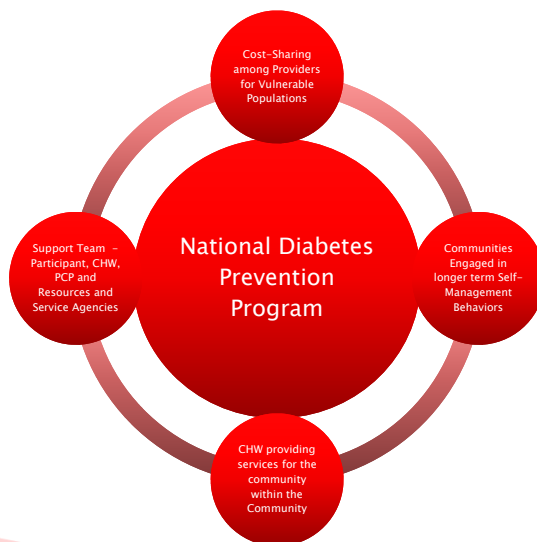 Cost-Sharing
among Providers
for Vulnerable
Populations
National Diabetes
Prevention
Program
Communities
Engaged in
longer term Self-
Management
Behaviors
CHW providing
services for the
community
within the
Community
Support Team -
Participant, CHW,
PCP and
Resources and
Service Agencies